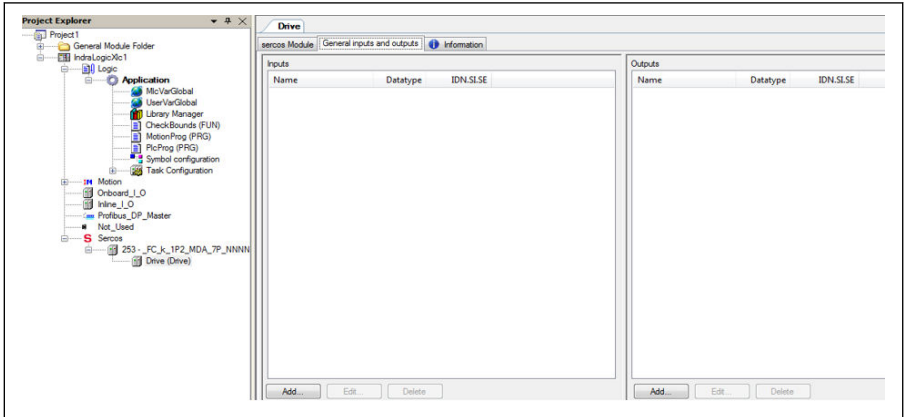 Project Explorer
Project1
General Module Folder
IndraLogicXlc1
Logic
Application
MlcVarGlobal
UserVarGlobal
Library Manager
CheckBounds (FUN)
MotionProg (PRG)
PlcProg (PRG)
Symbol configuration
Task Configuration
Motion
Onboard_I_O
Inline_I_O
Profibus_DP_Master
Not_Used
Sercos
253 - _FC_k_1P2_MDA_7P_NNNN
Drive (Drive)
Drive
sercos Module General inputs and outputs Information
Inputs
Name Datatype IDN.SI.SE
Add... Edit... Delete
Outputs
Name Datatype IDN.SI.SE
Add... Edit... Delete